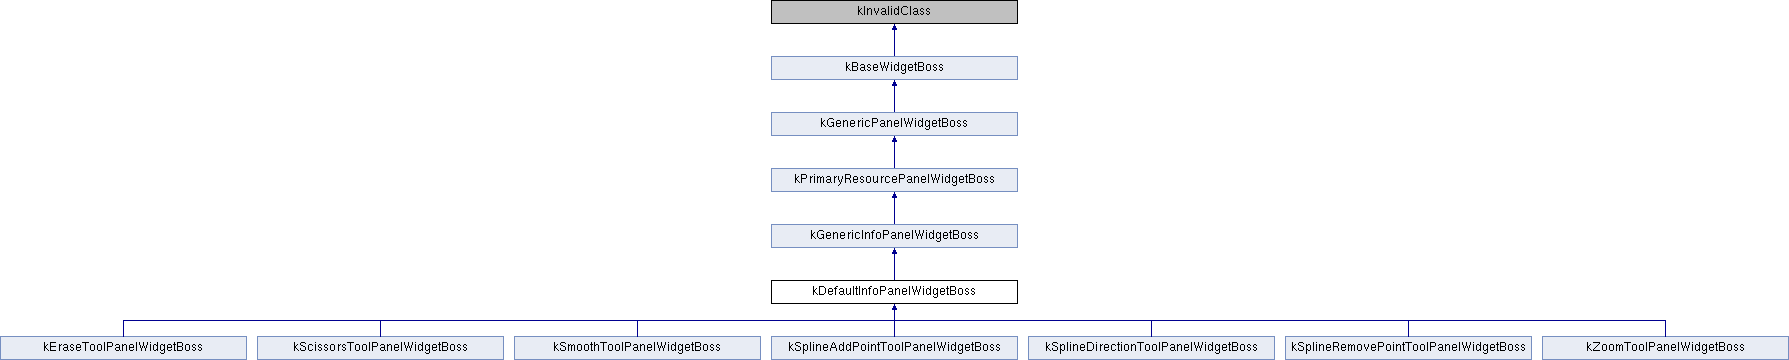 kInvalidClass
kBaseWidgetBoss
kGenericPanelWidgetBoss
kPrimaryResourcePanelWidgetBoss
kGenericInfoPanelWidgetBoss
kDefaultInfoPanelWidgetBoss
kEraseToolPanelWidgetBoss
kScissorsToolPanelWidgetBoss
kSmoothToolPanelWidgetBoss
kSplineAddPointToolPanelWidgetBoss
kSplineDirectionToolPanelWidgetBoss
kSplineRemovePointToolPanelWidgetBoss
kZoomToolPanelWidgetBoss